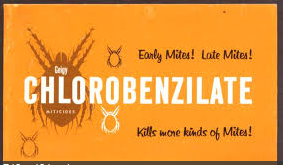 Early Mites! Late Mites!
Geigy
CHLOROBENZILATE
MITICIDES
Kills more kinds of Mites!